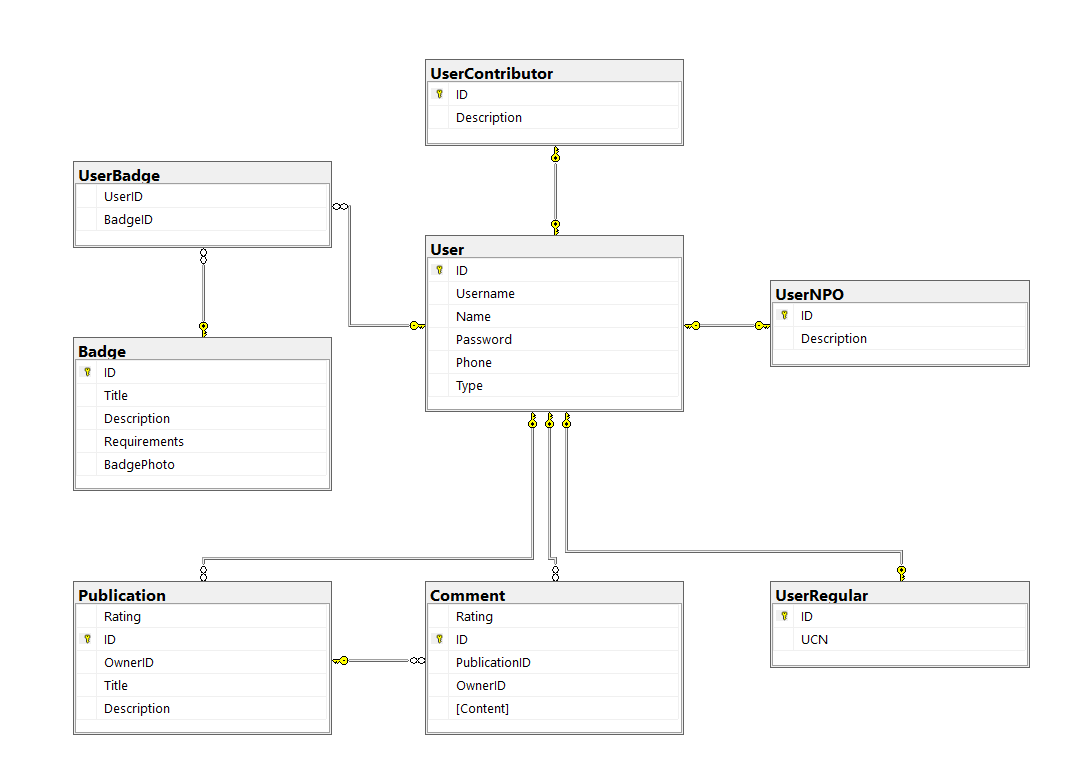 UserContributor
ID
Description
UserBadge
UserID
BadgeID
User
ID
Username
Name
Password
Phone
Type
UserNPO
ID
Description
Badge
ID
Title
Description
Requirements
BadgePhoto
Publication
Rating
ID
OwnerID
Title
Description
Comment
Rating
ID
PublicationID
OwnerID
[Content]
UserRegular
ID
UCN